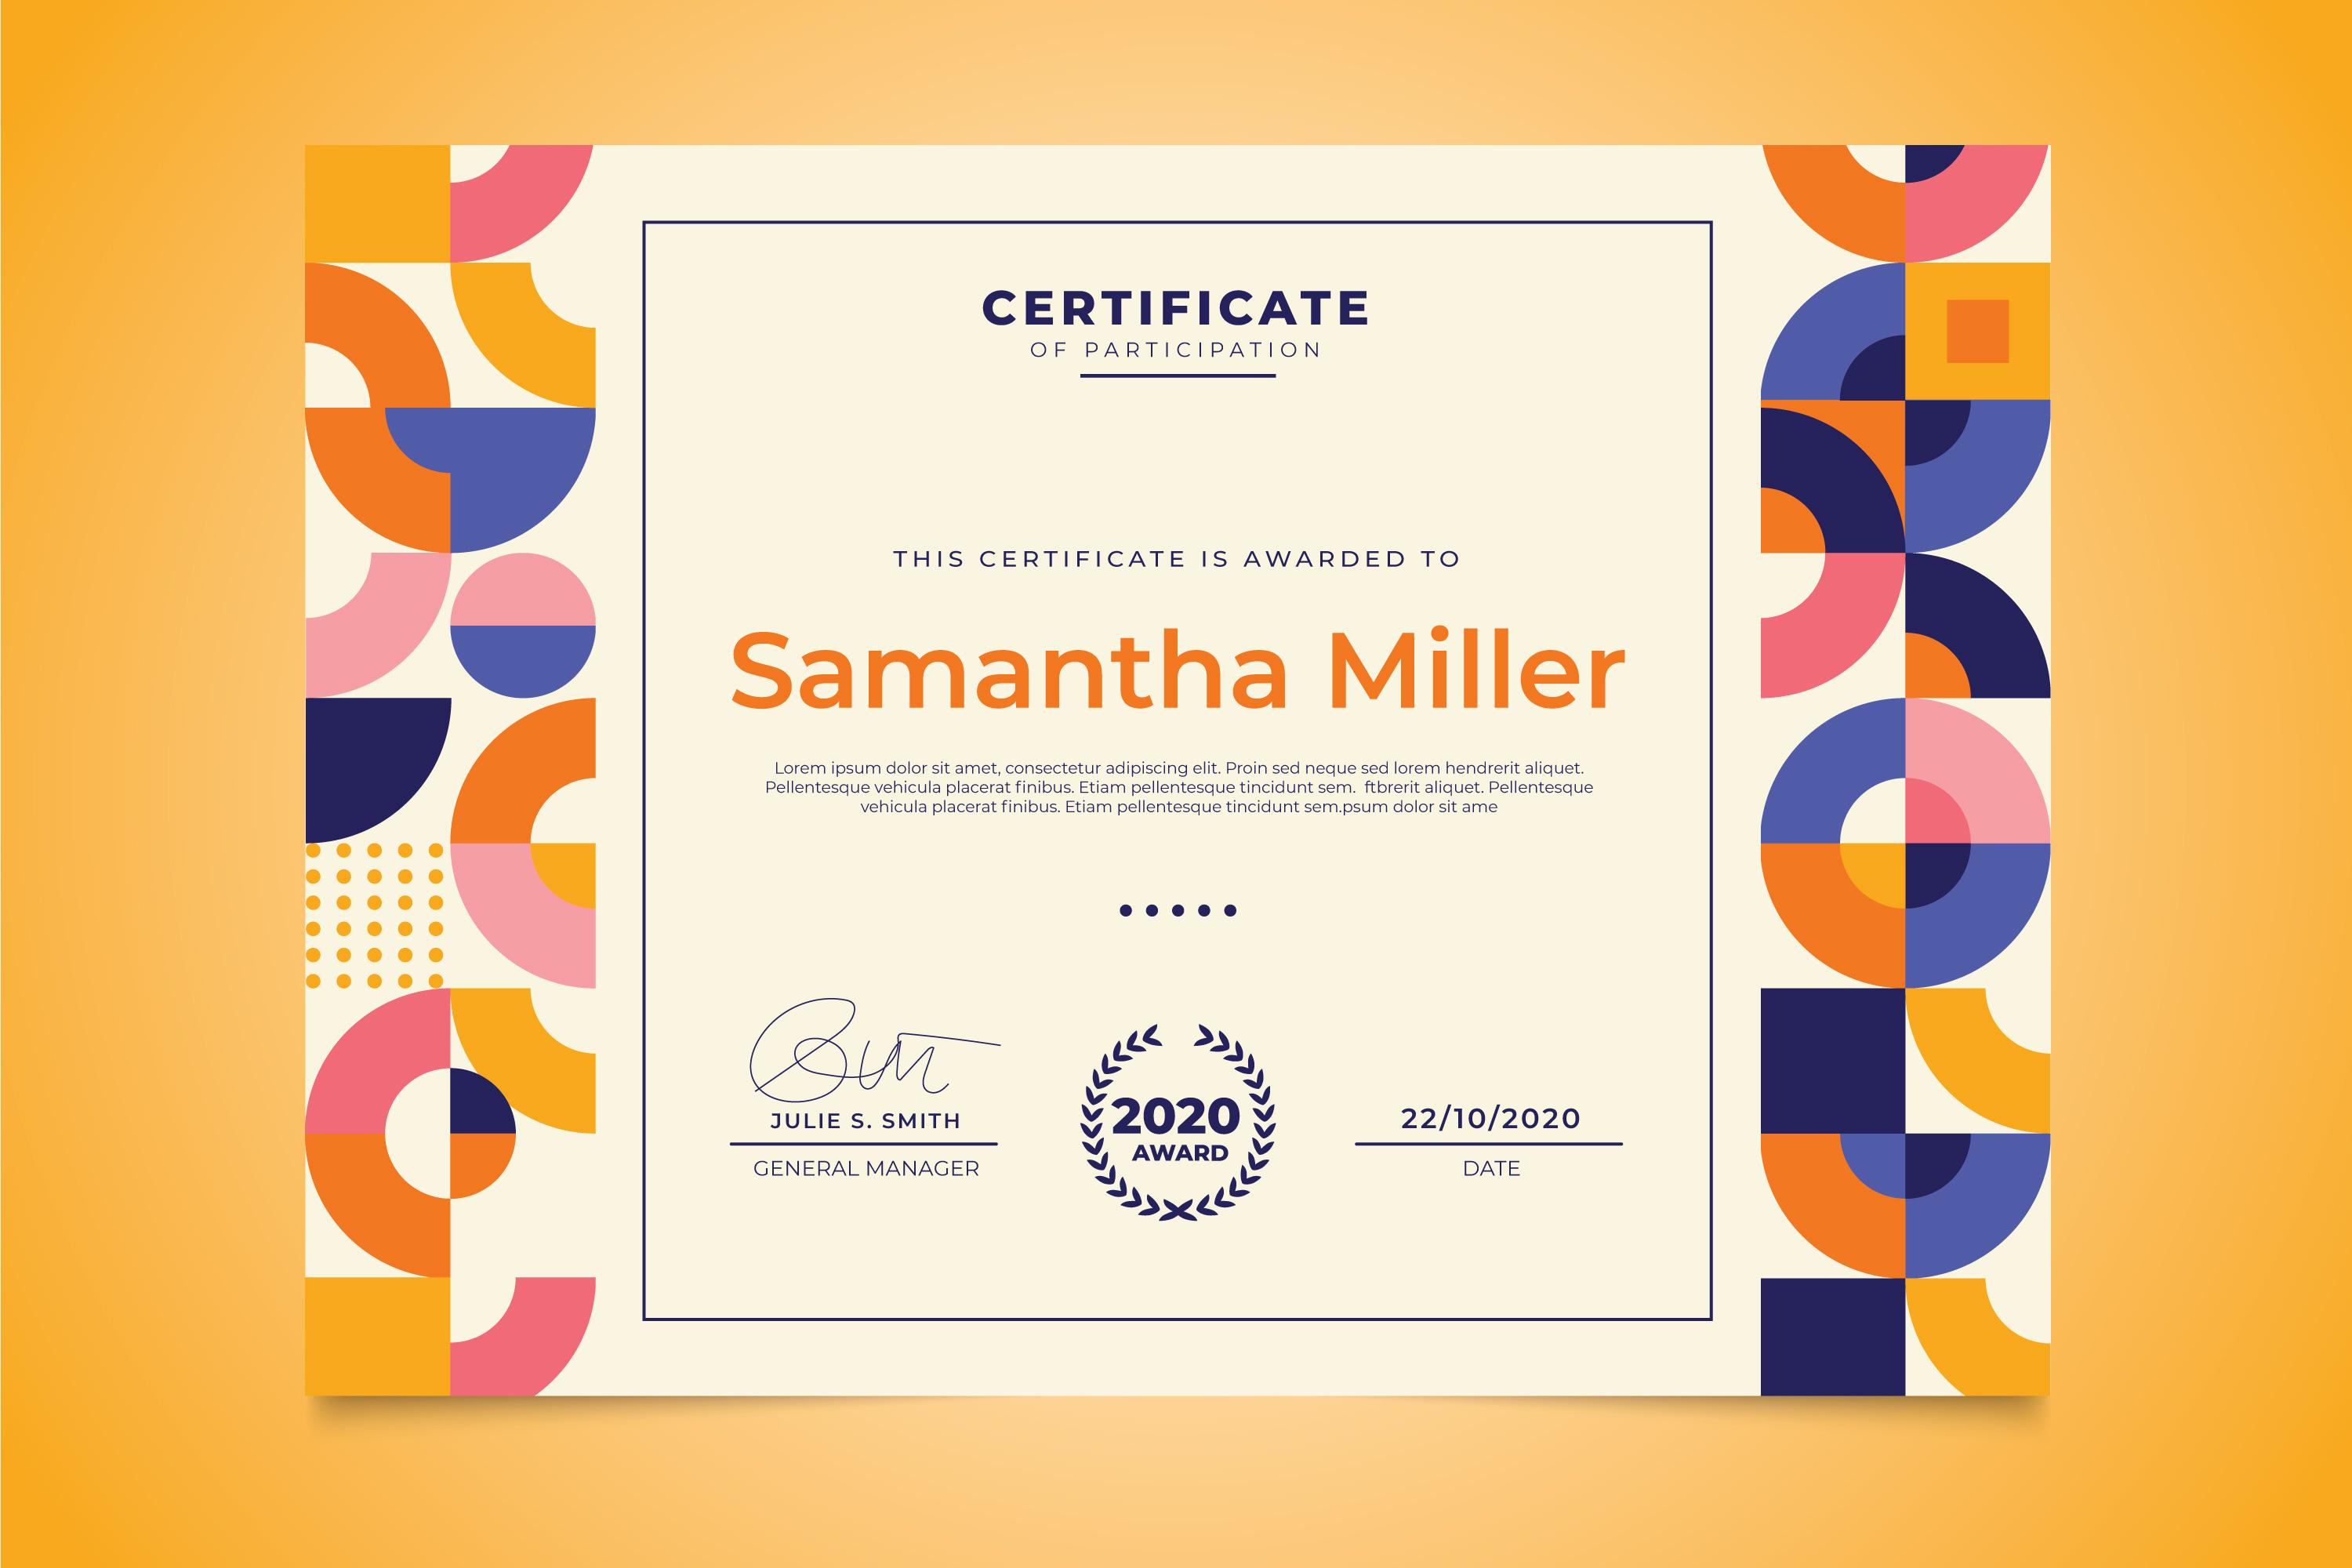 CERTIFICATE
OF PARTICIPATION
THIS CERTIFICATE IS AWARDED TO
Samantha Miller
Lorem ipsum dolor sit amet, consectetur adipiscing elit. Proin sed neque sed lorem hendrerit aliquet.
Pellentesque vehicula placerat finibus. Etiam pellentesque tincidunt sem.  ftbrerit aliquet. Pellentesque
vehicula placerat finibus. Etiam pellentesque tincidunt sem.psum dolor sit ame
JULIE S. SMITH
GENERAL MANAGER
2020
AWARD
22/10/2020
DATE